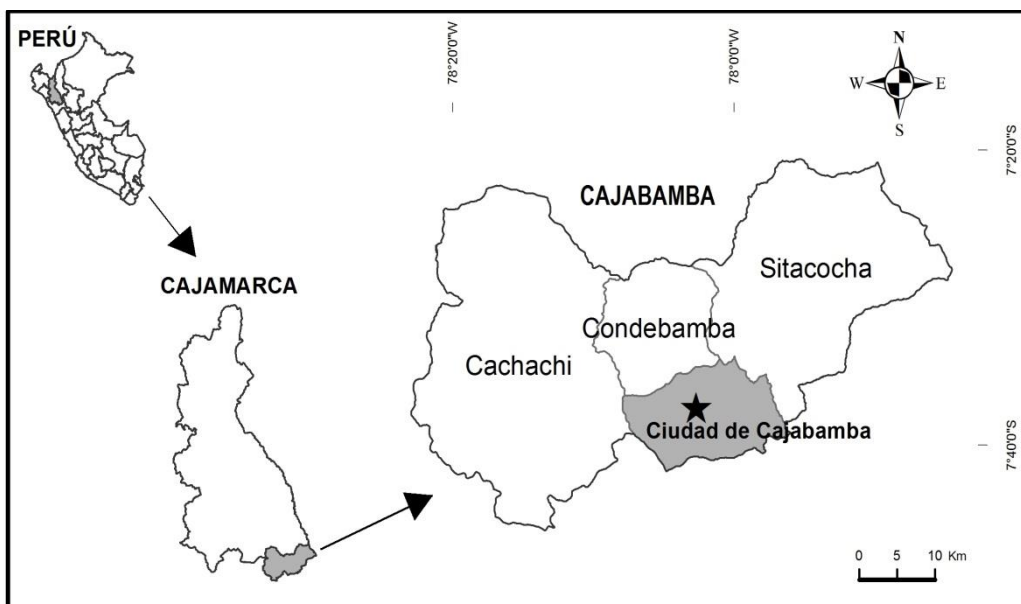 PERÚ
CAJAMARCA
78°20'0"W
78°0'0"W
N
W
E
S
7°20'0"S
CAJABAMBA
Sitacocha
Condebamba
Cachachi
Ciudad de Cajabamba
7°40'0"S
0 5 10 Km